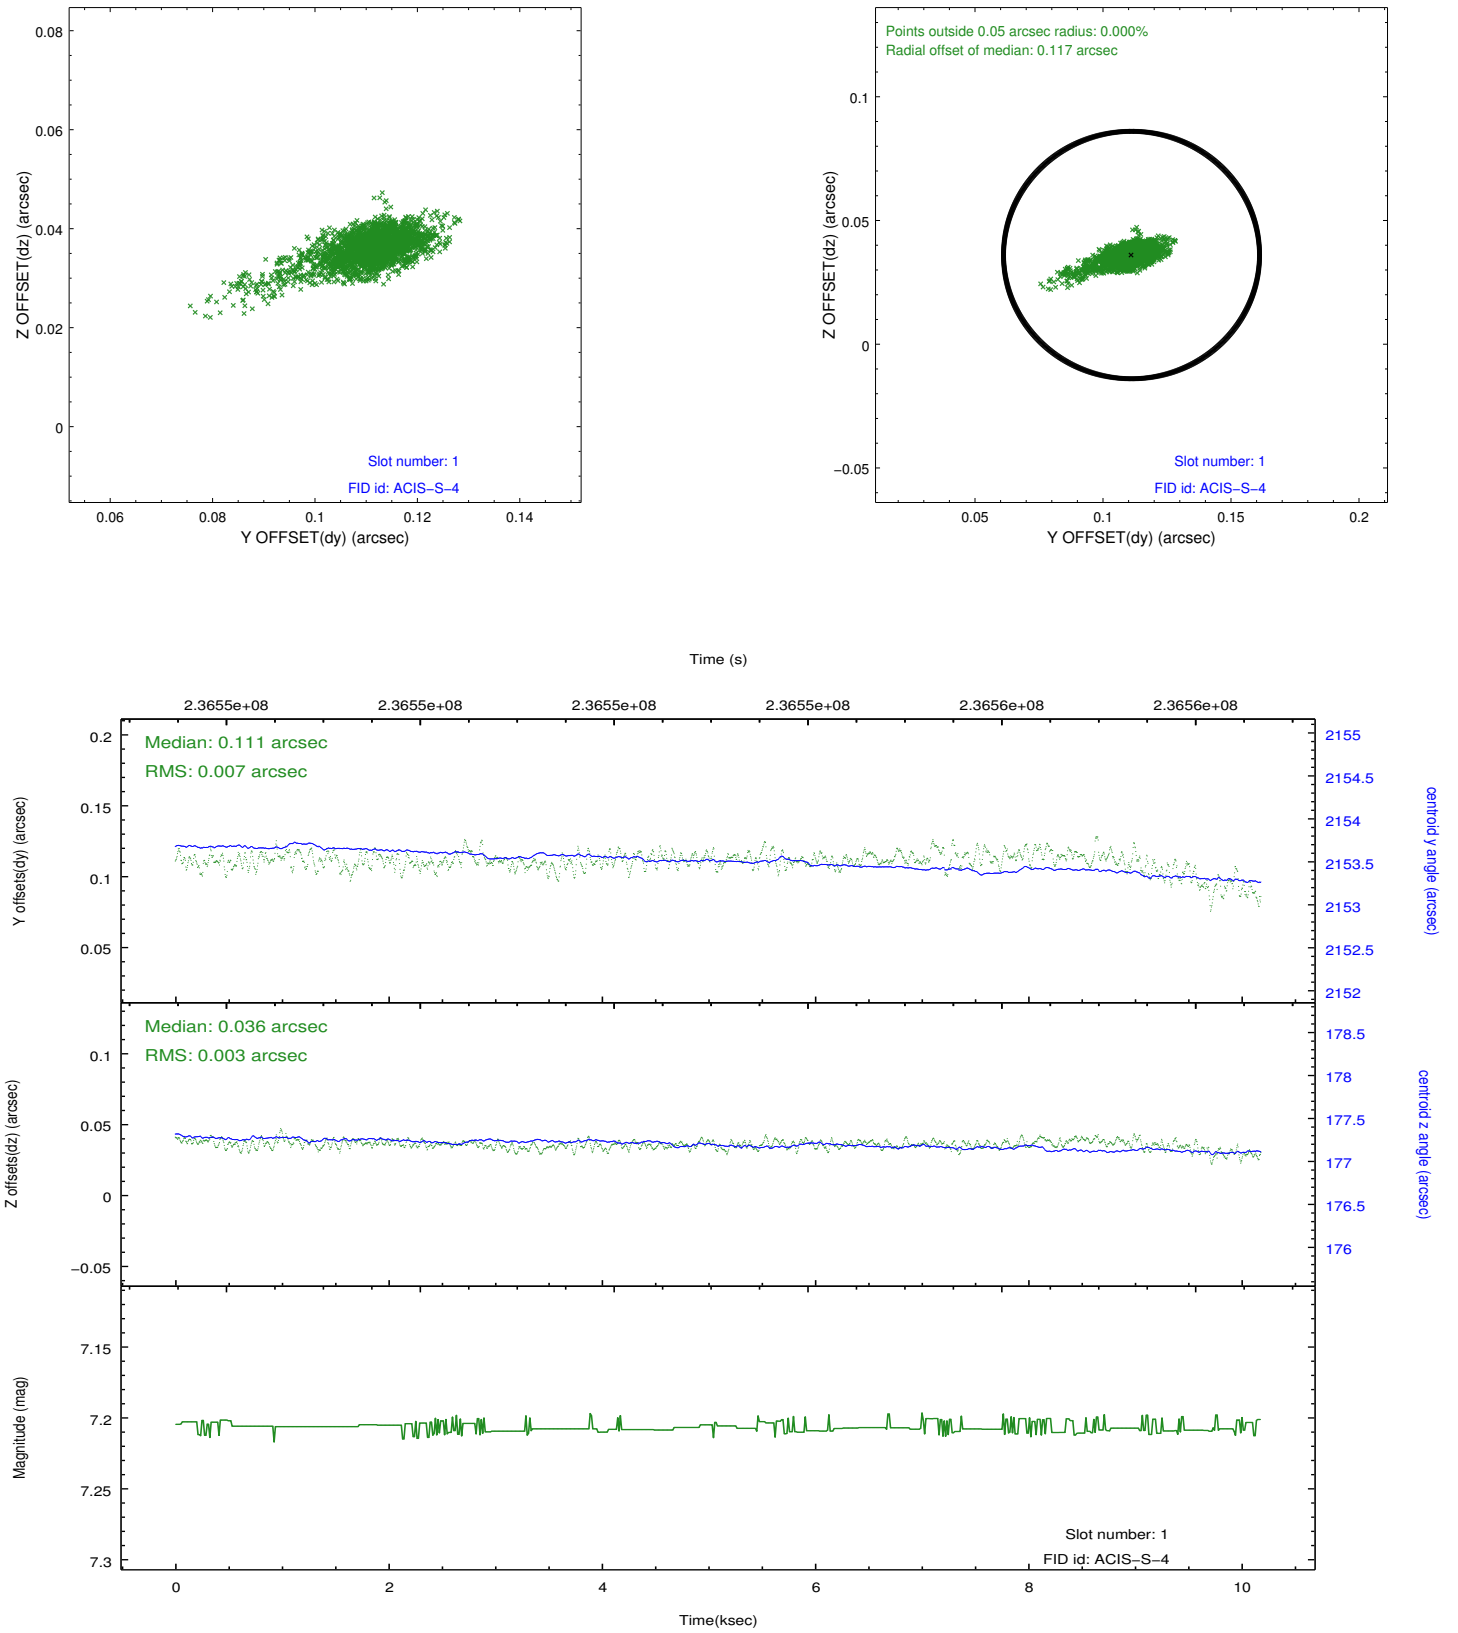 0.08
0.06
0.04
0.02
0
Z OFFSET(dz) (arcsec)
Slot number: 1
FID id: ACIS−S−4
0.06 0.08 0.1 0.12 0.14
Y OFFSET(dy) (arcsec)
Points outside 0.05 arcsec radius: 0.000%
Radial offset of median: 0.117 arcsec
0.1
0.05
0
−0.05
Z OFFSET(dz) (arcsec)
Slot number: 1
FID id: ACIS−S−4
0.05 0.1 0.15 0.2
Y OFFSET(dy) (arcsec)
Time (s)
2.3655e+08 2.3655e+08 2.3655e+08 2.3655e+08 2.3656e+08 2.3656e+08
Median: 0.111 arcsec
RMS: 0.007 arcsec
0.2
0.15
0.1
0.05
Y offsets(dy) (arcsec)
2155
2154.5
2154
2153.5
2153
2152.5
2152
centroid y angle (arcsec)
Median: 0.036 arcsec
RMS: 0.003 arcsec
0.1
0.05
0
−0.05
Z offsets(dz) (arcsec)
178.5
178
177.5
177
176.5
176
centroid z angle (arcsec)
7.15
7.2
7.25
7.3
Magnitude (mag)
Slot number: 1
FID id: ACIS−S−4
0 2 4 6 8 10
Time(ksec)